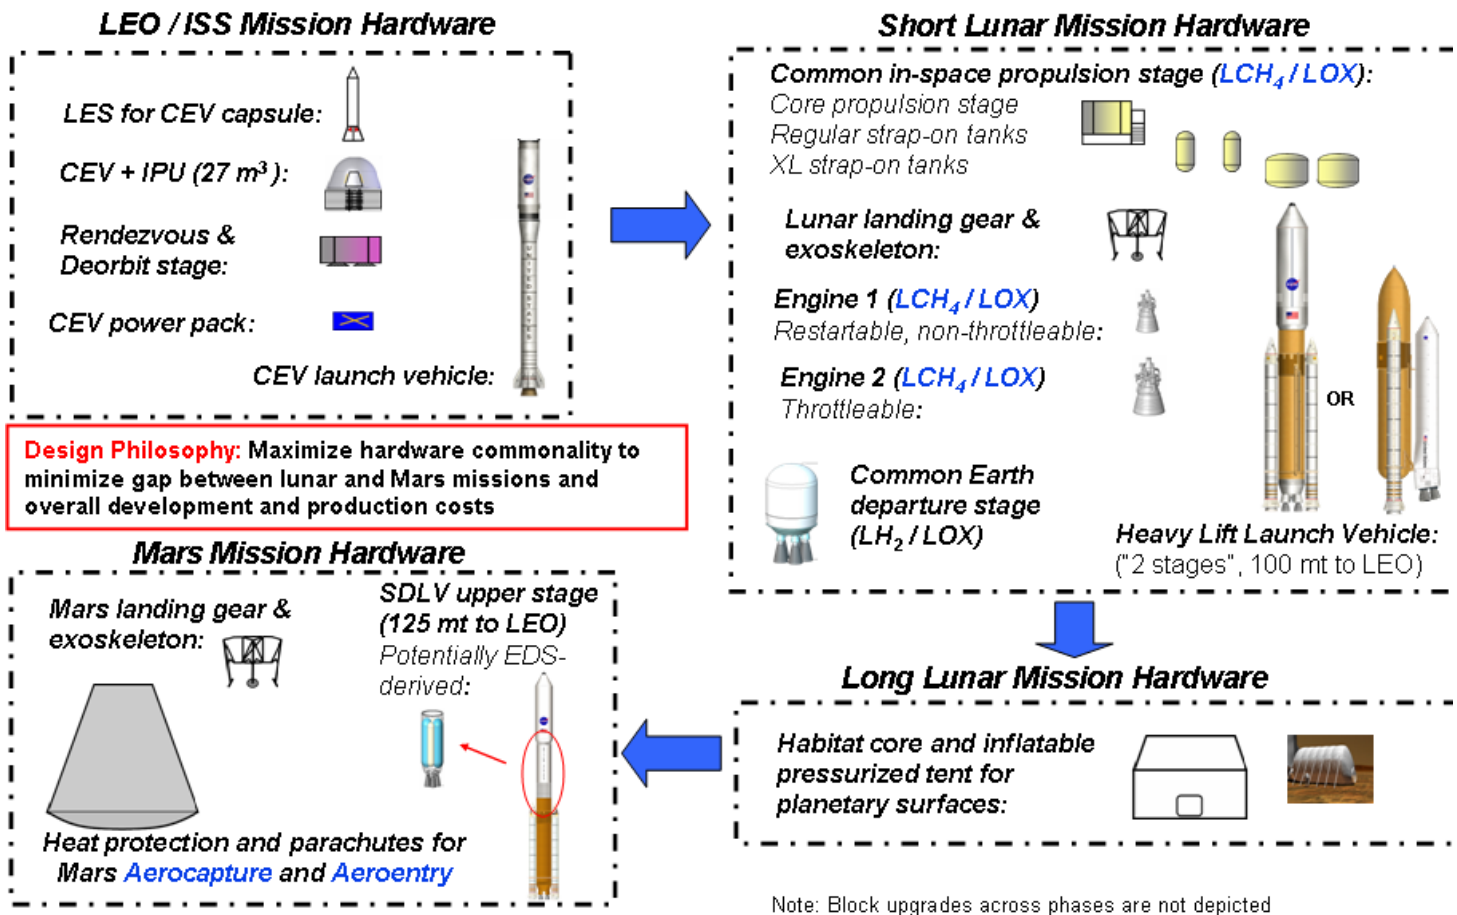 LEO / ISS Mission Hardware
LES for CEV capsule:
CEV + IPU (27 m³):
Rendezvous &
Deorbit stage:
CEV power pack:
CEV launch vehicle:
Short Lunar Mission Hardware
Common in-space propulsion stage (LCH₄ / LOX):
Core propulsion stage
Regular strap-on tanks
XL strap-on tanks
Lunar landing gear &
exoskeleton:
Engine 1 (LCH₄ / LOX)
Restartable, non-throttleable:
Engine 2 (LCH₄ / LOX)
Throttleable:
OR
Common Earth
departure stage
(LH₂ / LOX)
Heavy Lift Launch Vehicle:
("2 stages", 100 mt to LEO)
Design Philosophy: Maximize hardware commonality to
minimize gap between lunar and Mars missions and
overall development and production costs
Mars Mission Hardware
Mars landing gear &
exoskeleton:
SDLV upper stage
(125 mt to LEO)
Potentially EDS-
derived:
Heat protection and parachutes for
Mars Aerocapture and Aeroentry
Long Lunar Mission Hardware
Habitat core and inflatable
pressurized tent for
planetary surfaces:
Note: Block upgrades across phases are not depicted